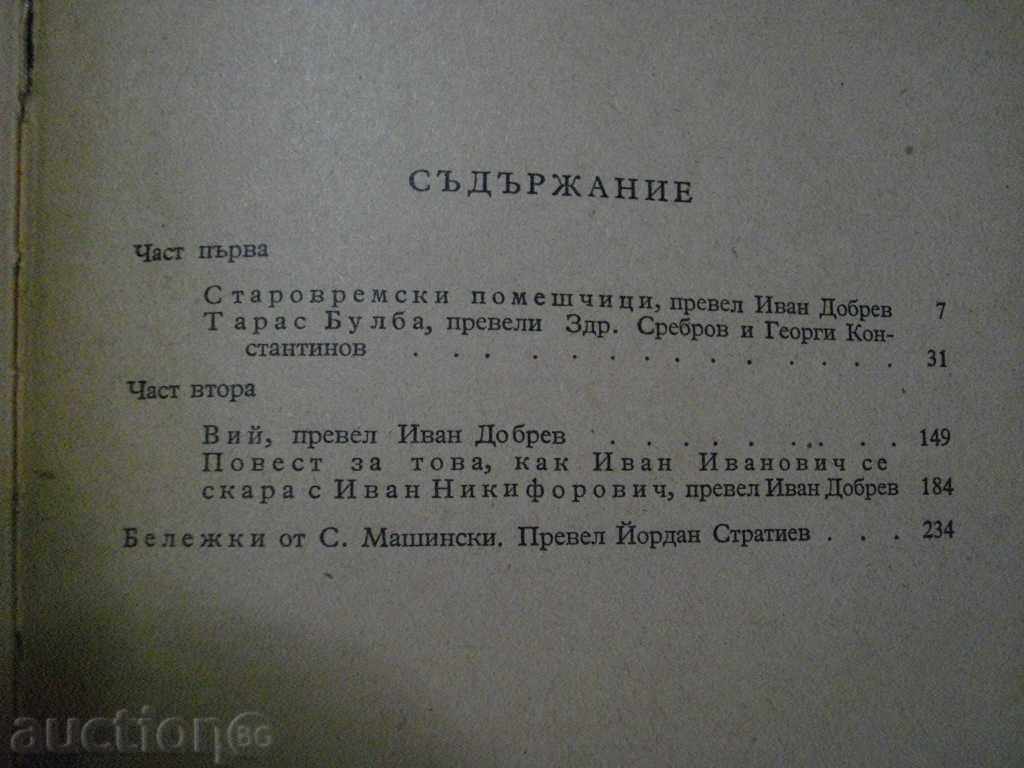 СЪДЪРЖАНИЕ
Част първа
Старовремски помешчици, превел Иван Добрев 7
Тарас Булба, превели Здр. Сребров и Георги Кон-
стантинов . . . . . . . . . . . . . 31
Част втора
Вий, превел Иван Добрев . . . . . . . . . 149
Повест за това, как Иван Иванович се
скара с Иван Никифорович, превел Иван Добрев 184
Бележки от С. Машински. Превел Йордан Стратиев . . . 234
auction BG